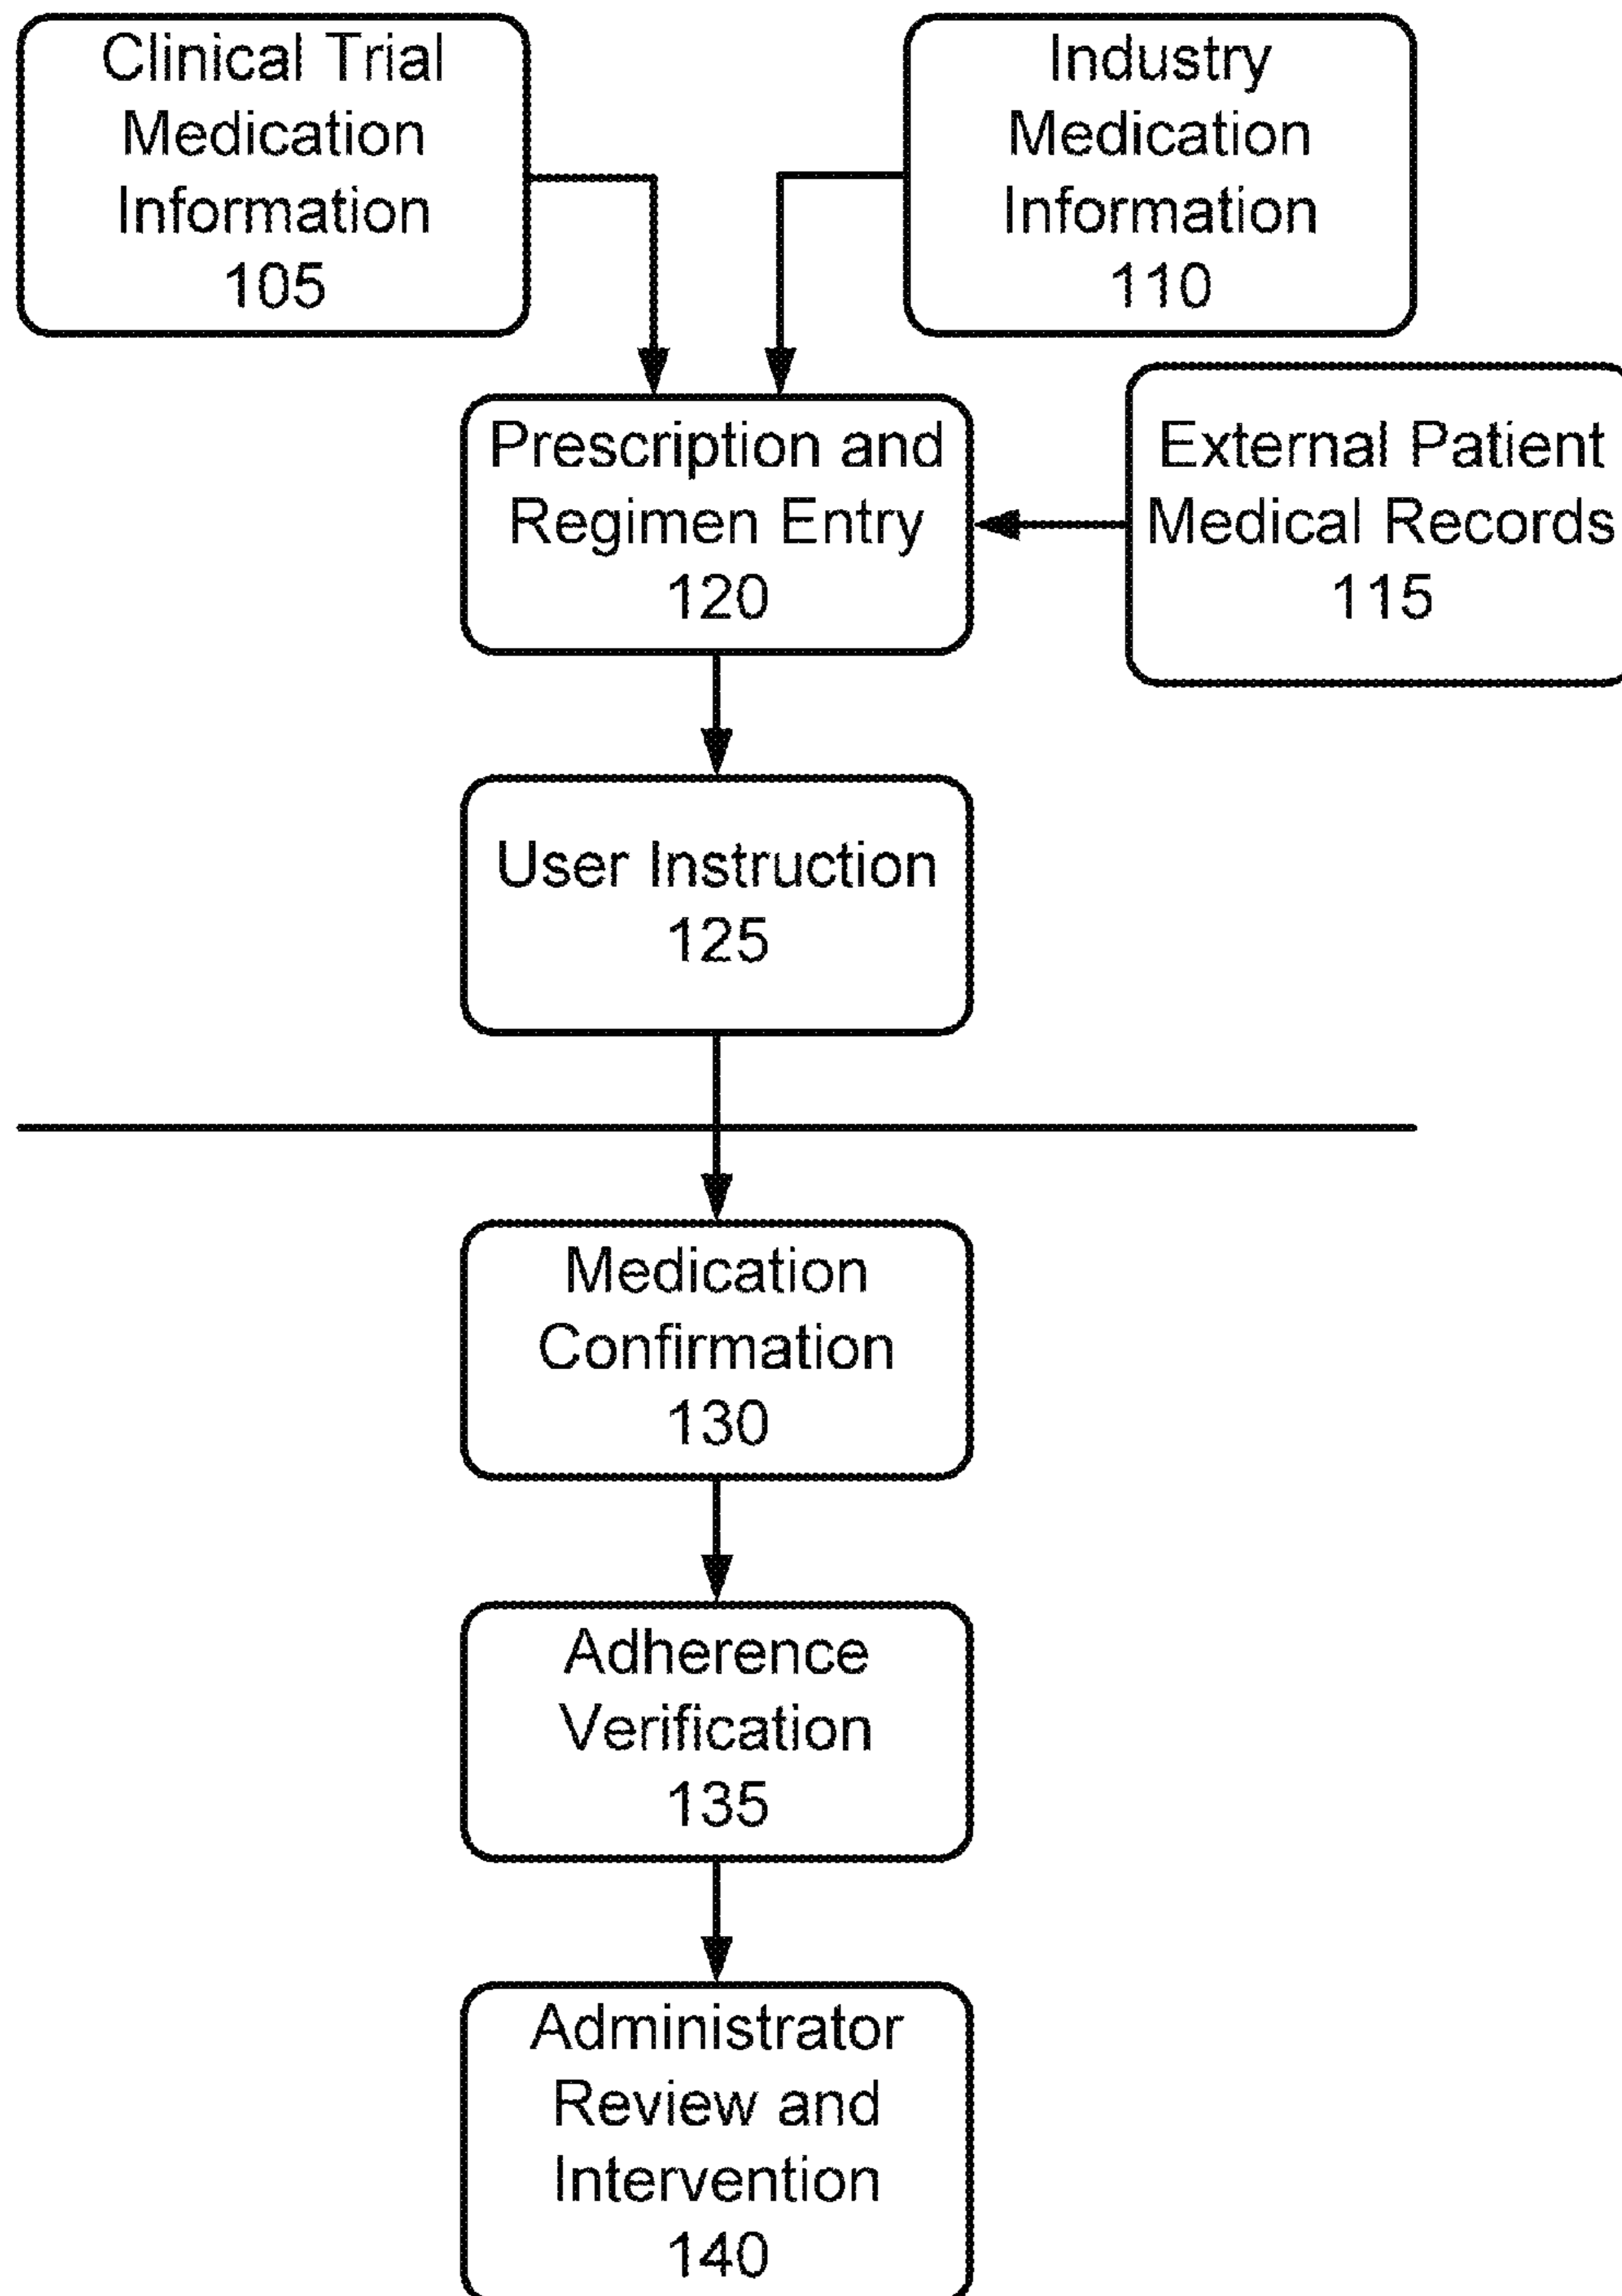 Clinical Trial
Medication
Information
105
Industry
Medication
Information
110
External Patient
Medical Records
115
Prescription and
Regimen Entry
120
User Instruction
125
Medication
Confirmation
130
Adherence
Verification
135
Administrator
Review and
Intervention
140